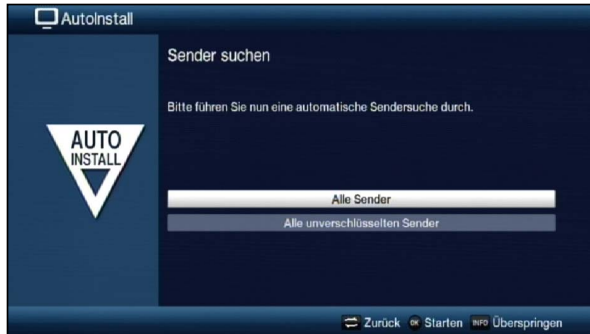 AutoInstall
Sender suchen
Bitte führen Sie nun eine automatische Sendersuche durch.
AUTO
INSTALL
Alle Sender
Alle unverschlüsselten Sender
Zurück OK Starten INFO Überspringen